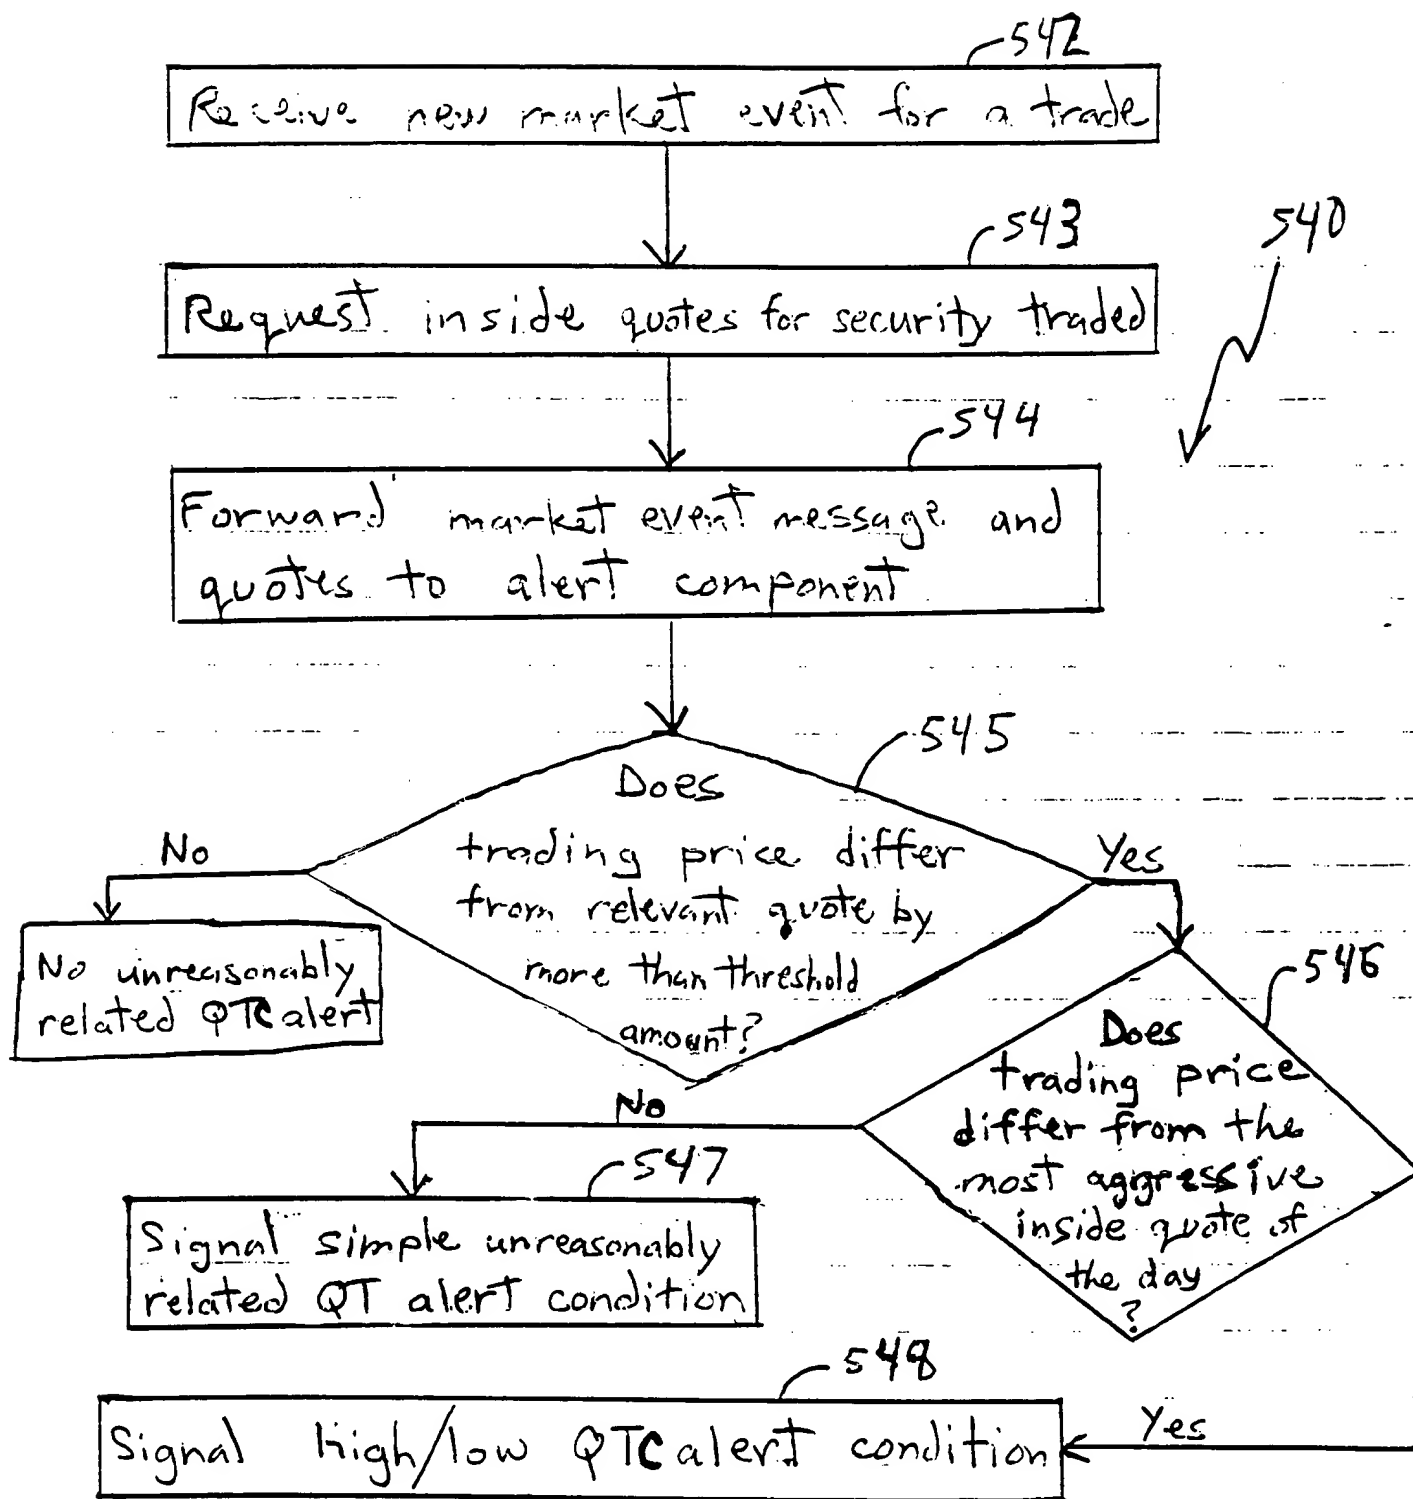 542
Receive new market event for a trade
543
540
Request inside quotes for security traded
544
Forward market event message and
quotes to alert component
545
Does
trading price differ
from relevant quote by
more than threshold
amount?
No
Yes
No unreasonably
related QTC alert
546
Does
trading price
differ from the
most aggressive
inside quote of
the day
?
No
547
Signal simple unreasonably
related QT alert condition
548
Signal High/low QTC alert condition
Yes